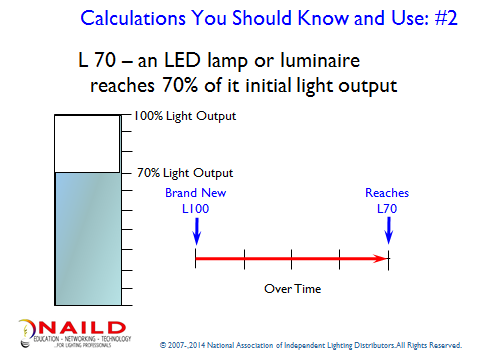 Calculations You Should Know and Use: #2
L 70 – an LED lamp or luminaire
reaches 70% of it initial light output
100% Light Output
70% Light Output
Brand New
L100
Reaches
L70
Over Time
NAILD
EDUCATION • NETWORKING • TECHNOLOGY
...FOR LIGHTING PROFESSIONALS
© 2007-,2014 National Association of Independent Lighting Distributors.All Rights Reserved.